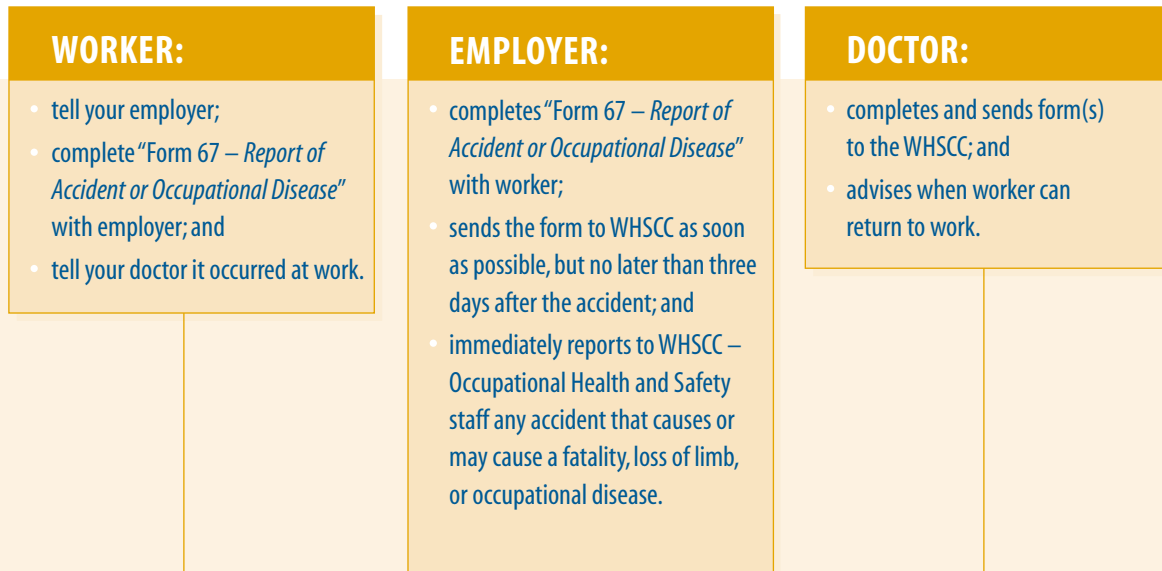 WORKER:
• tell your employer;
• complete “Form 67 – Report of
Accident or Occupational Disease”
with employer; and
• tell your doctor it occurred at work.
EMPLOYER:
• completes “Form 67 – Report of
Accident or Occupational Disease”
with worker;
• sends the form to WHSCC as soon
as possible, but no later than three
days after the accident; and
• immediately reports to WHSCC –
Occupational Health and Safety
staff any accident that causes or
may cause a fatality, loss of limb,
or occupational disease.
DOCTOR:
• completes and sends form(s)
to the WHSCC; and
• advises when worker can
return to work.